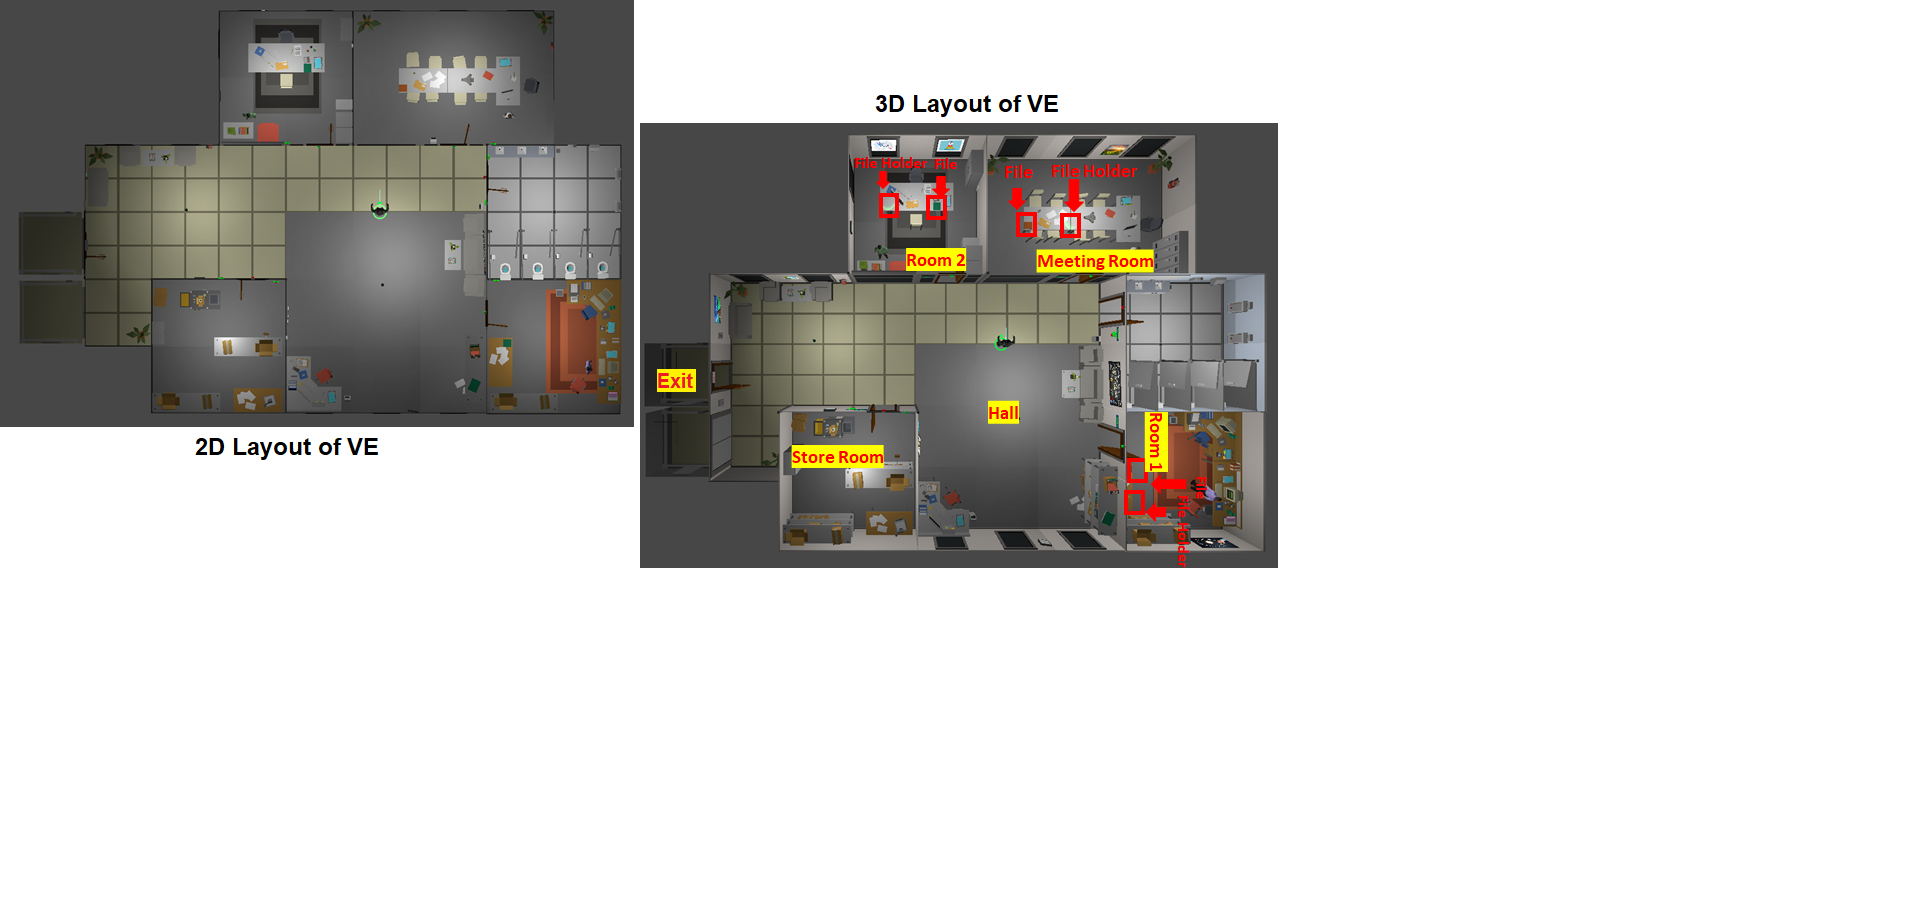 2D Layout of VE
3D Layout of VE
File Holder
File
File
File Holder
Room 2
Meeting Room
Exit
Hall
Store Room
Room 1
File
File Holder